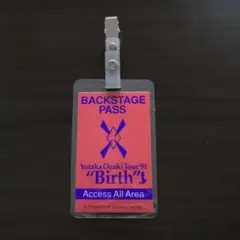 BACKSTAGE
PASS
Yutaka Ozaki Tour '91
"Birth"
Access All Area